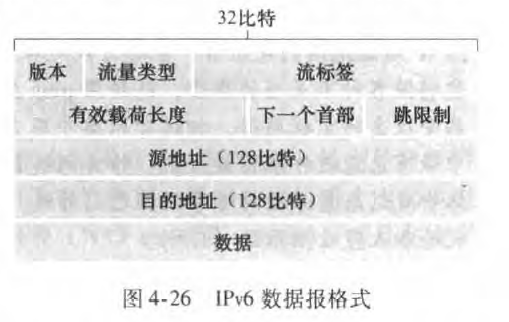 32比特
版本 流量类型 流标签
有效载荷长度 下一个首部 跳限制
源地址（128比特）
目的地址（128比特）
数据
图 4-26 IPv6 数据报格式